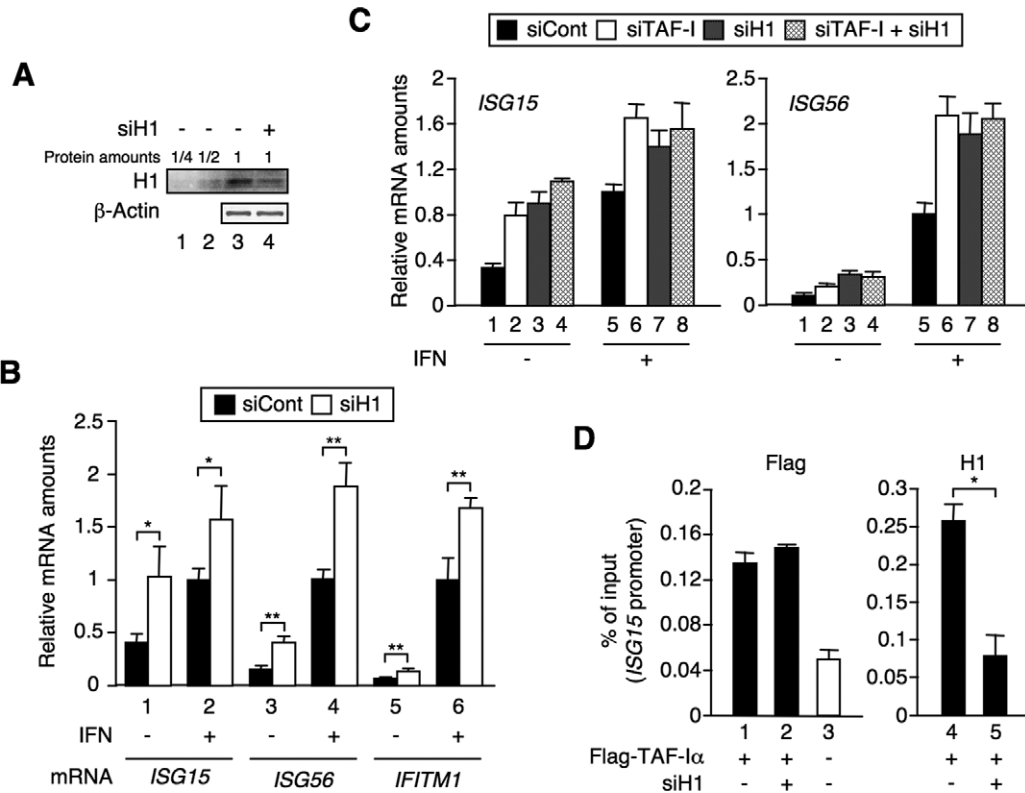 A
siH1 - - - +
Protein amounts 1/4 1/2 1 1
H1
β-Actin
1 2 3 4
B
siCont siH1
Relative mRNA amounts
2.5
2
1.5
1
0.5
0
* * ** ** ** **
1 2 3 4 5 6
IFN - + - + - +
mRNA ISG15 ISG56 IFITM1
C
siCont siTAF-I siH1 siTAF-I + siH1
Relative mRNA amounts
ISG15
2
1.6
1.2
0.8
0.4
0
1 2 3 4 5 6 7 8
ISG56
2.5
2
1.5
1
0.5
0
1 2 3 4 5 6 7 8
IFN - + - +
D
% of input
(ISG15 promoter)
Flag
0.2
0.16
0.12
0.08
0.04
0
1 2 3
H1
0.3
0.25
0.2
0.15
0.1
0.05
0
*
4 5
Flag-TAF-Iα + + - + +
siH1 - + - - +